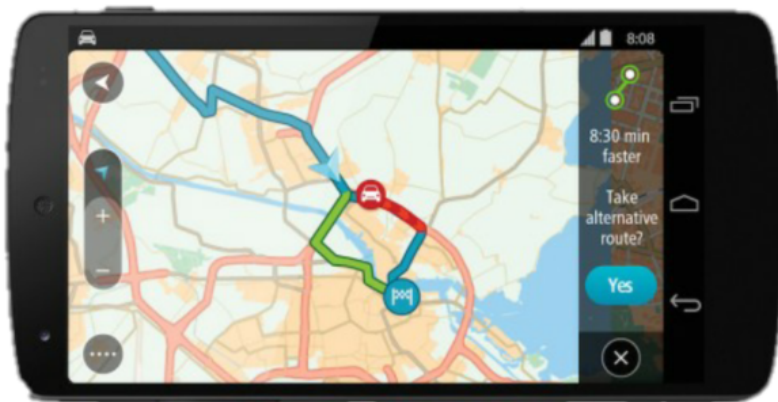 8:08
8:30 min
faster
Take
alternative
route?
Yes